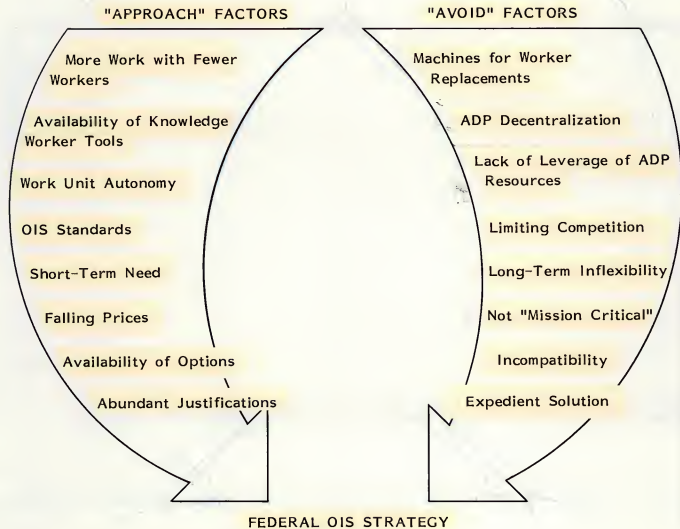 "APPROACH" FACTORS
More Work with Fewer
Workers
Availability of Knowledge
Worker Tools
Work Unit Autonomy
OIS Standards
Short-Term Need
Falling Prices
Availability of Options
Abundant Justifications
"AVOID" FACTORS
Machines for Worker
Replacements
ADP Decentralization
Lack of Leverage of ADP
Resources
Limiting Competition
Long-Term Inflexibility
Not "Mission Critical"
Incompatibility
Expedient Solution
FEDERAL OIS STRATEGY